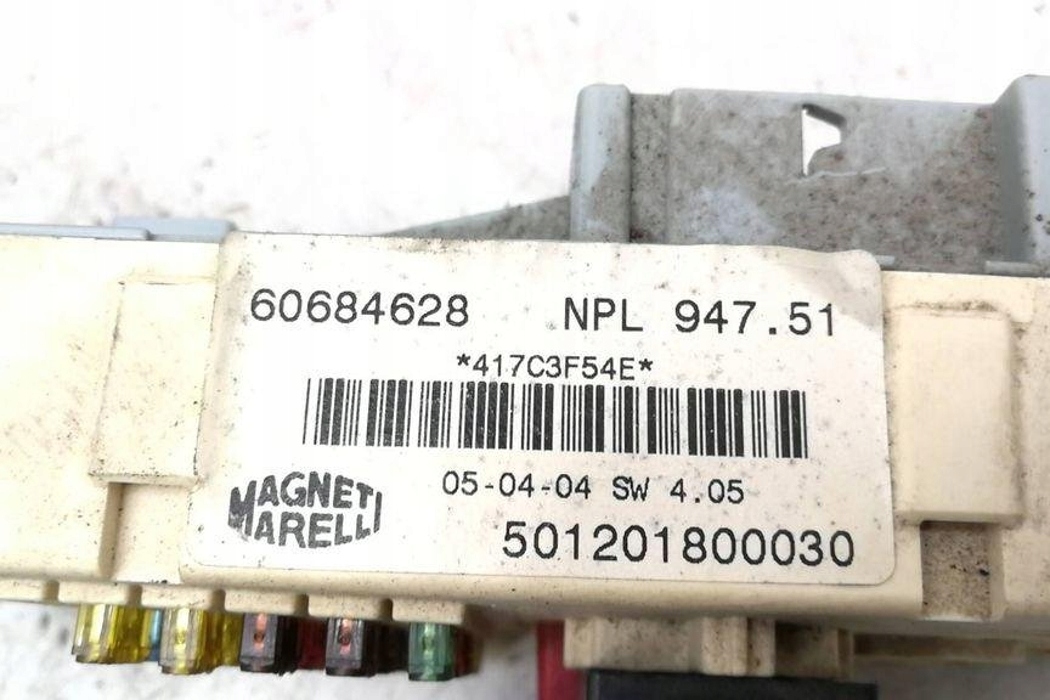 60684628 NPL 947.51
*417C3F54E*
05-04-04 SW 4.05
MAGNETI
MARELLI
501201800030